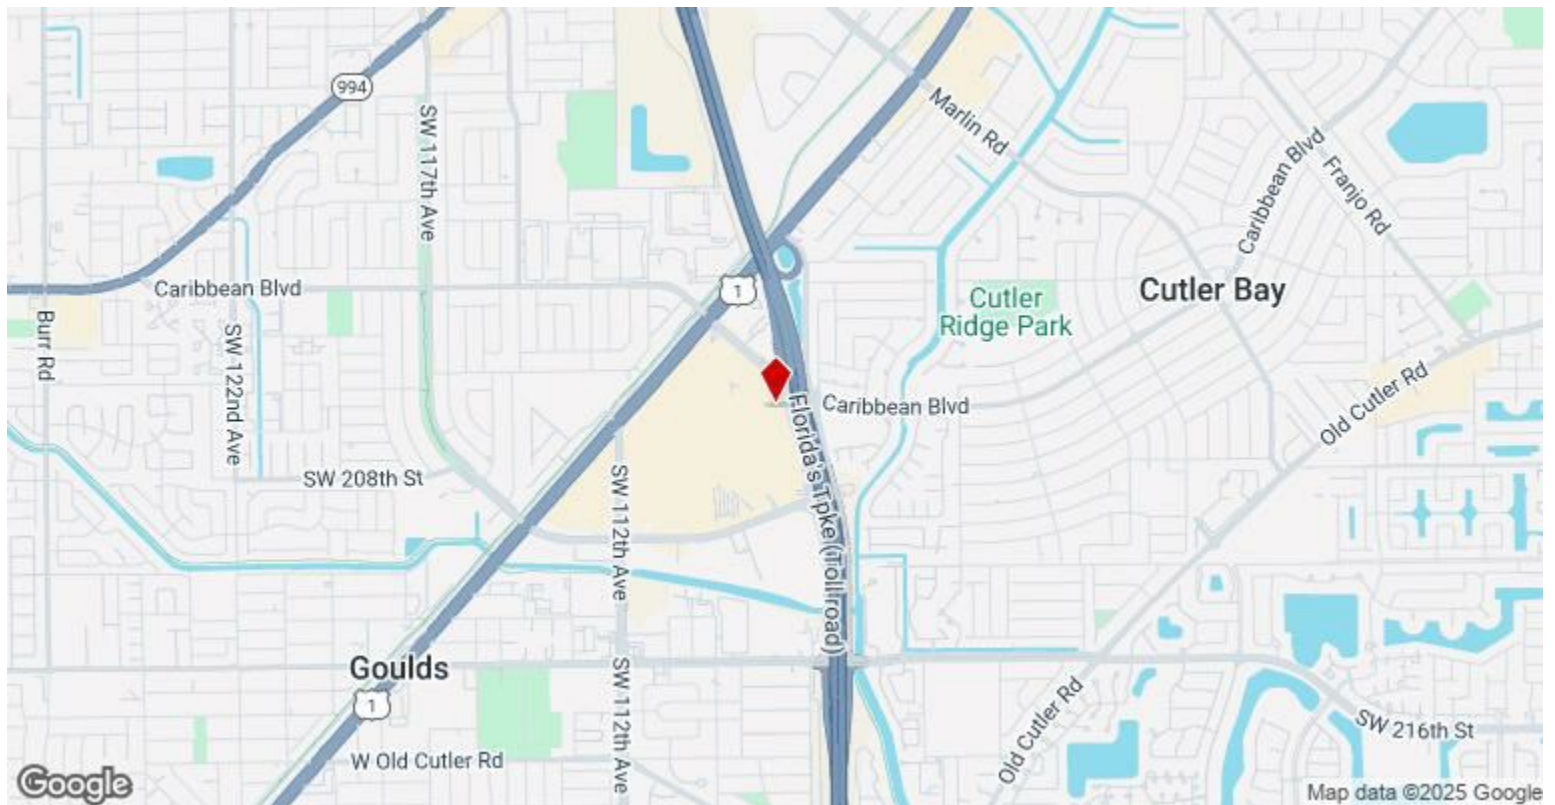 994
SW 117th Ave
Marlin Rd
Caribbean Blvd
Franjo Rd
Caribbean Blvd
1
Cutler
Ridge Park
Cutler Bay
Burr Rd
SW 122nd Ave
Caribbean Blvd
Old Cutler Rd
SW 208th St
SW 112th Ave
Florida's Tpke (Toll road)
Goulds
1
SW 112th Ave
W Old Cutler Rd
Old Cutler Rd
SW 216th St
Google
Map data ©2025 Google